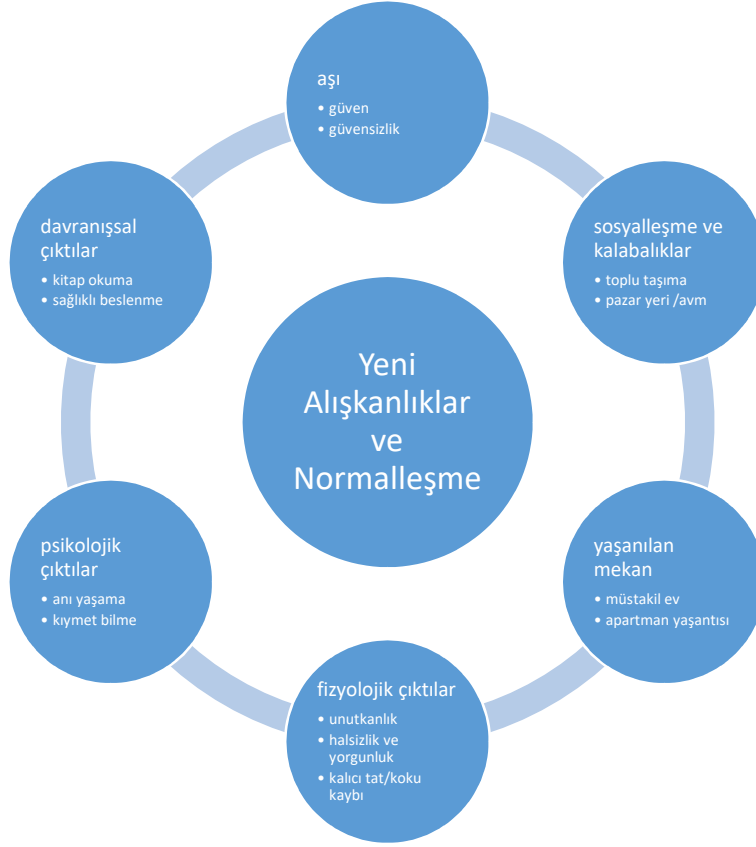 aşı
• güven
• güvensizlik
sosyalleşme ve
kalabalıklar
• toplu taşıma
• pazar yeri /avm
yaşanılan
mekan
• müstakil ev
• apartman yaşantısı
fizyolojik çıktılar
• unutkanlık
• halsizlik ve
yorgunluk
• kalıcı tat/koku
kaybı
psikolojik
çıktılar
• anı yaşama
• kıymet bilme
davranışsal
çıktılar
• kitap okuma
• sağlıklı beslenme
Yeni
Alışkanlıklar
ve
Normalleşme